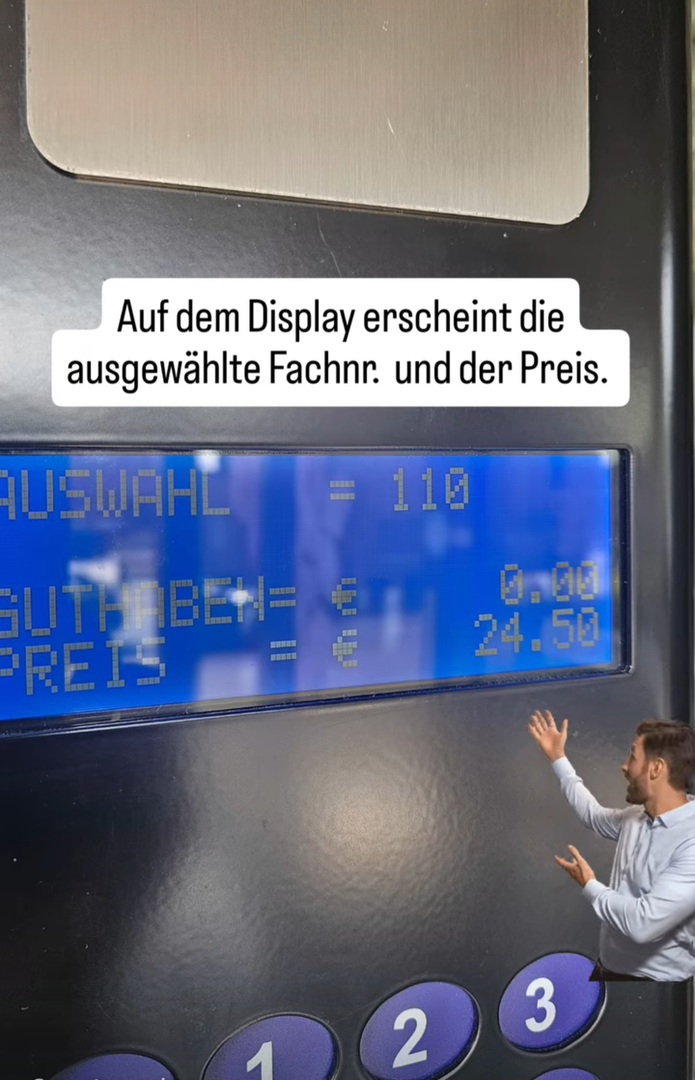 Auf dem Display erscheint die
ausgewählte Fachnr. und der Preis.
AUSWAHL = 110
GUTHABEN= € 0.00
PREIS = € 24.50
1 2 3